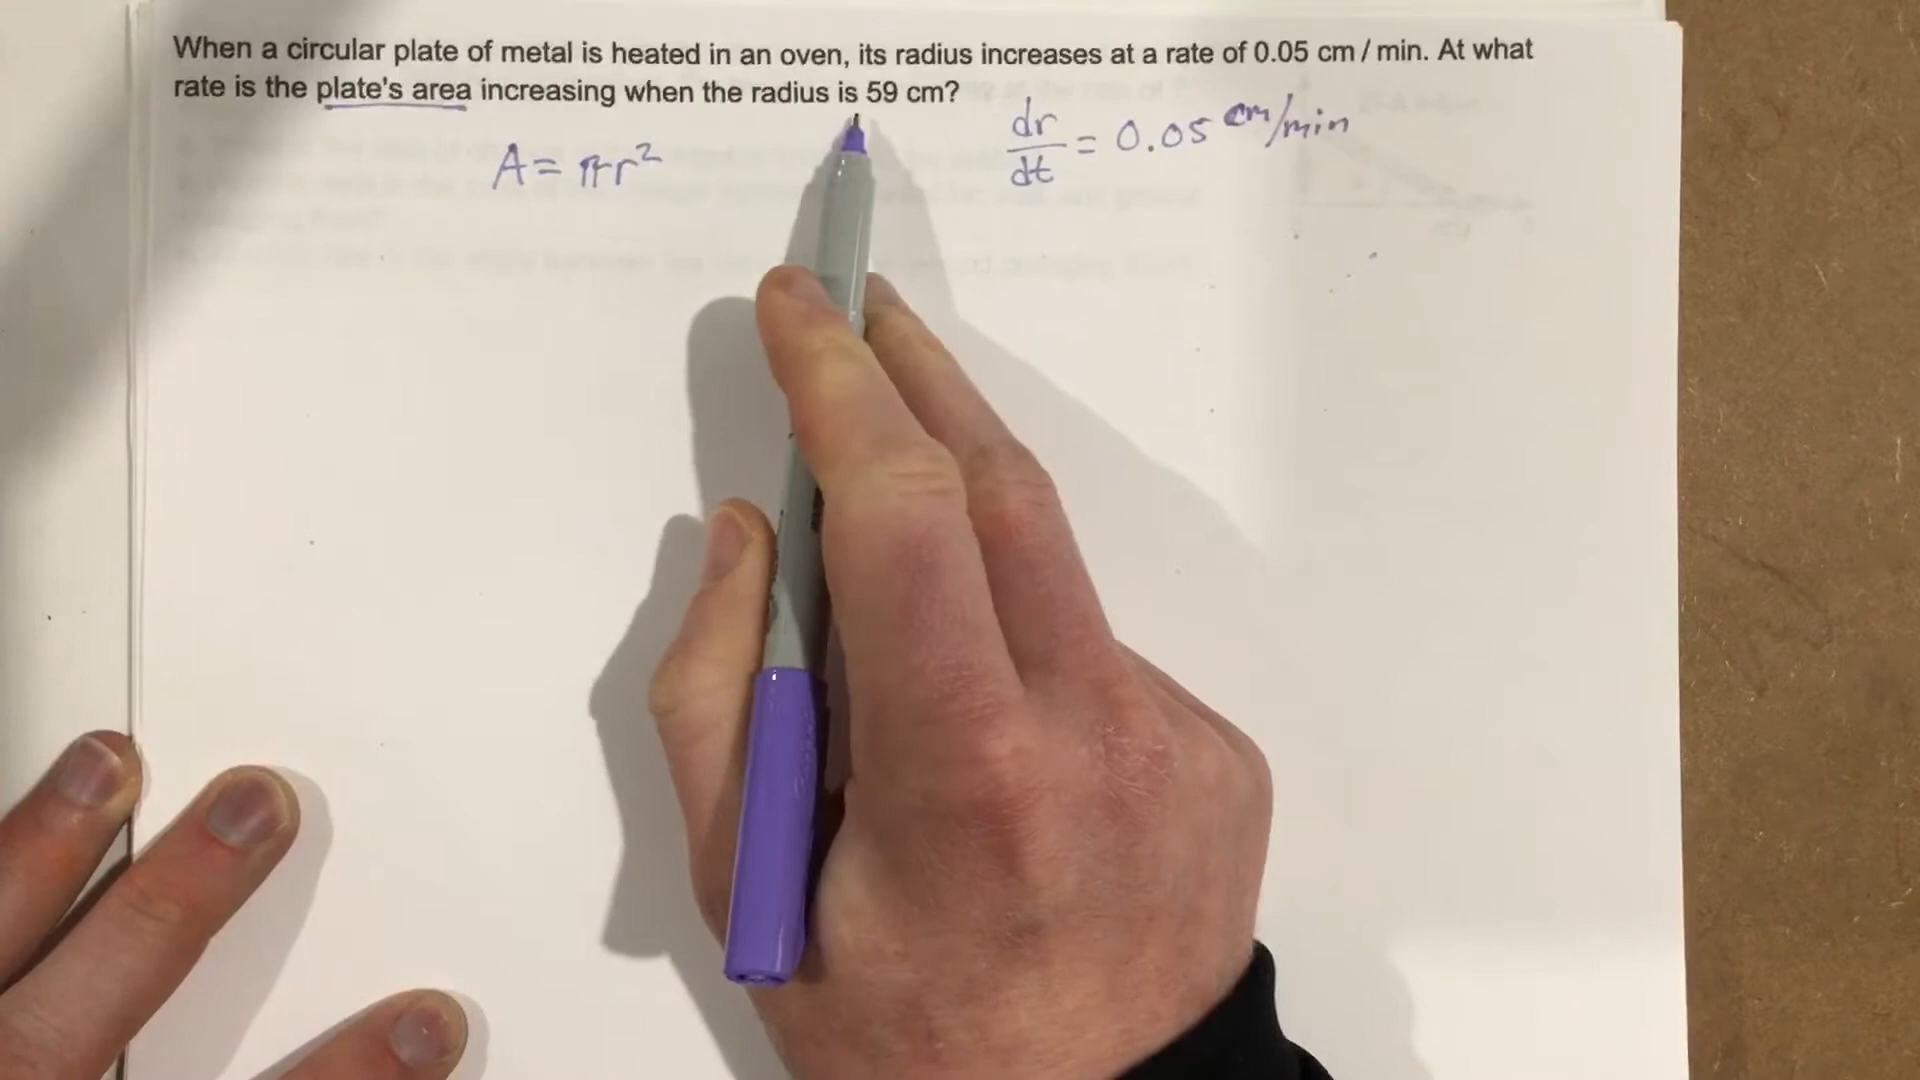 When a circular plate of metal is heated in an oven, its radius increases at a rate of 0.05 cm / min. At what
rate is the plate's area increasing when the radius is 59 cm?
A = πr²
dr/dt = 0.05 cm/min